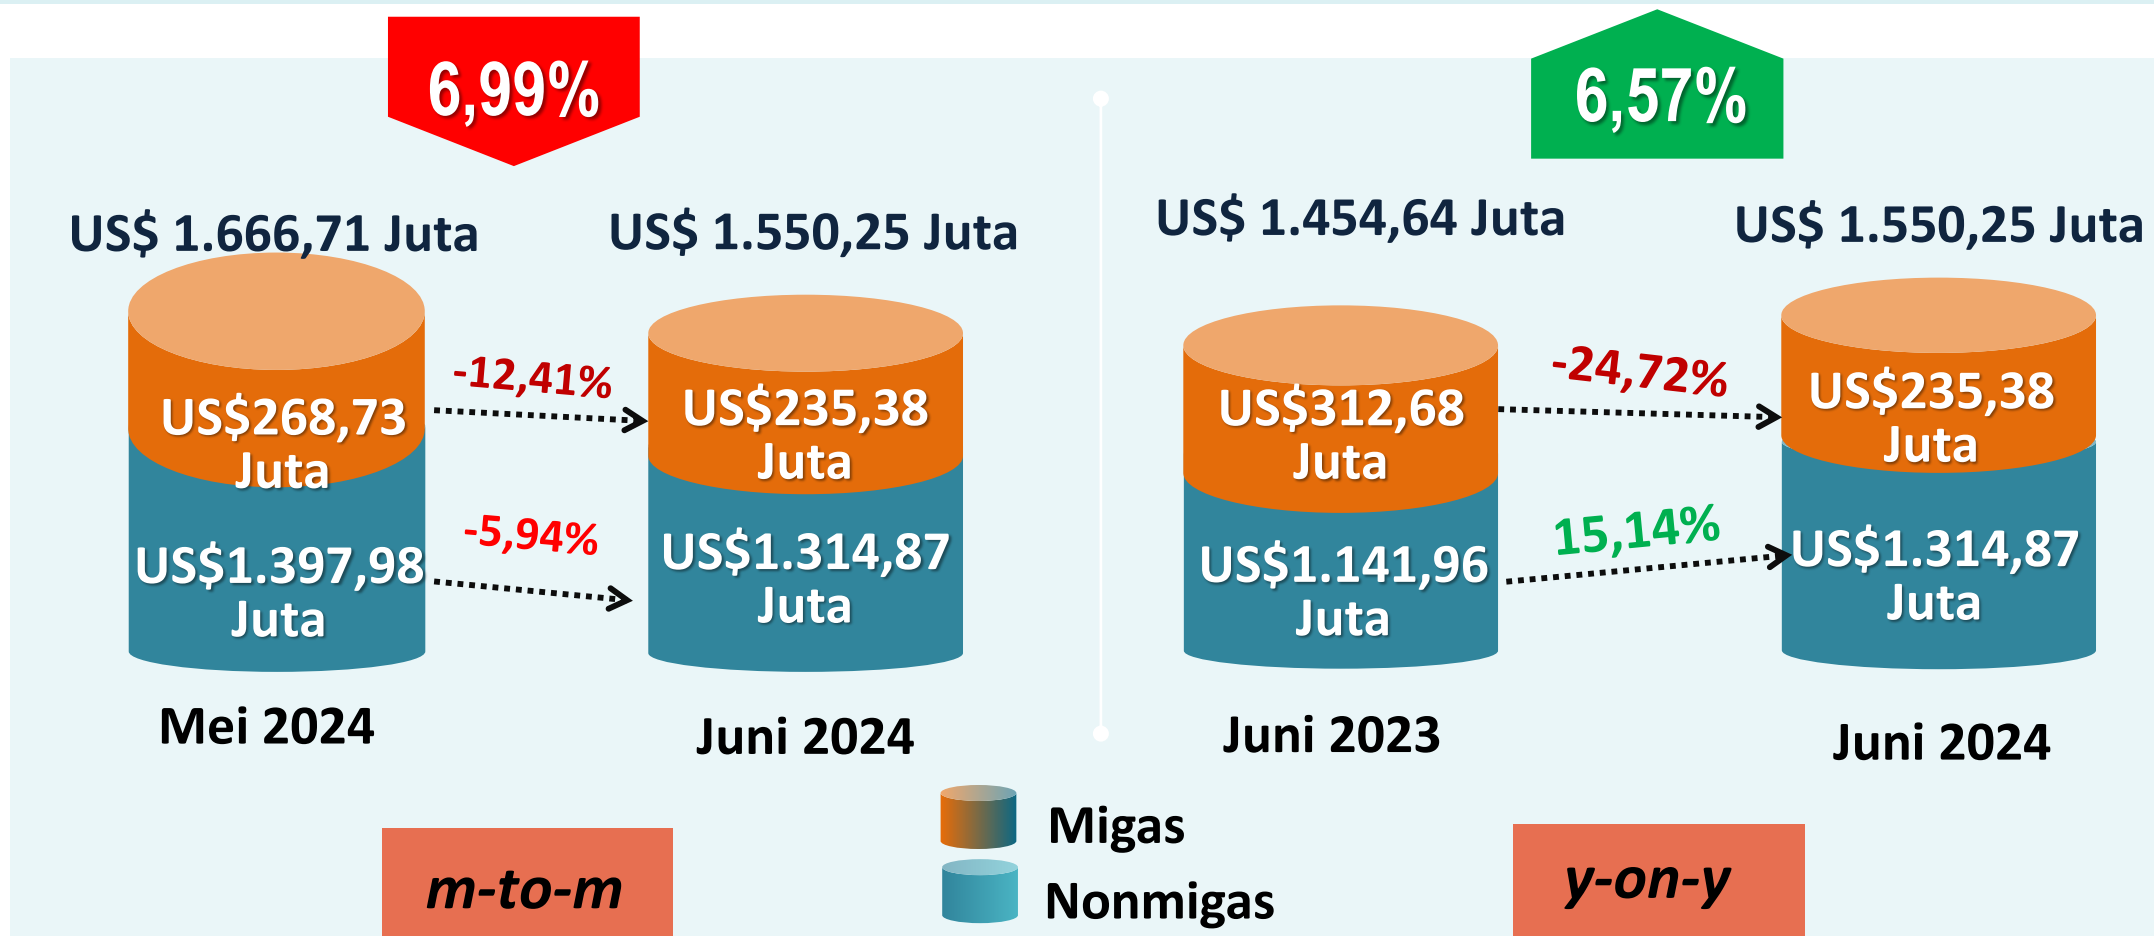 6,99%
US$ 1.666,71 Juta
US$ 1.550,25 Juta
-12,41%
US$268,73
Juta
US$235,38
Juta
-5,94%
US$1.397,98
Juta
US$1.314,87
Juta
Mei 2024
Juni 2024
m-to-m
6,57%
US$ 1.454,64 Juta
US$ 1.550,25 Juta
-24,72%
US$312,68
Juta
US$235,38
Juta
15,14%
US$1.141,96
Juta
US$1.314,87
Juta
Juni 2023
Juni 2024
y-on-y
Migas
Nonmigas